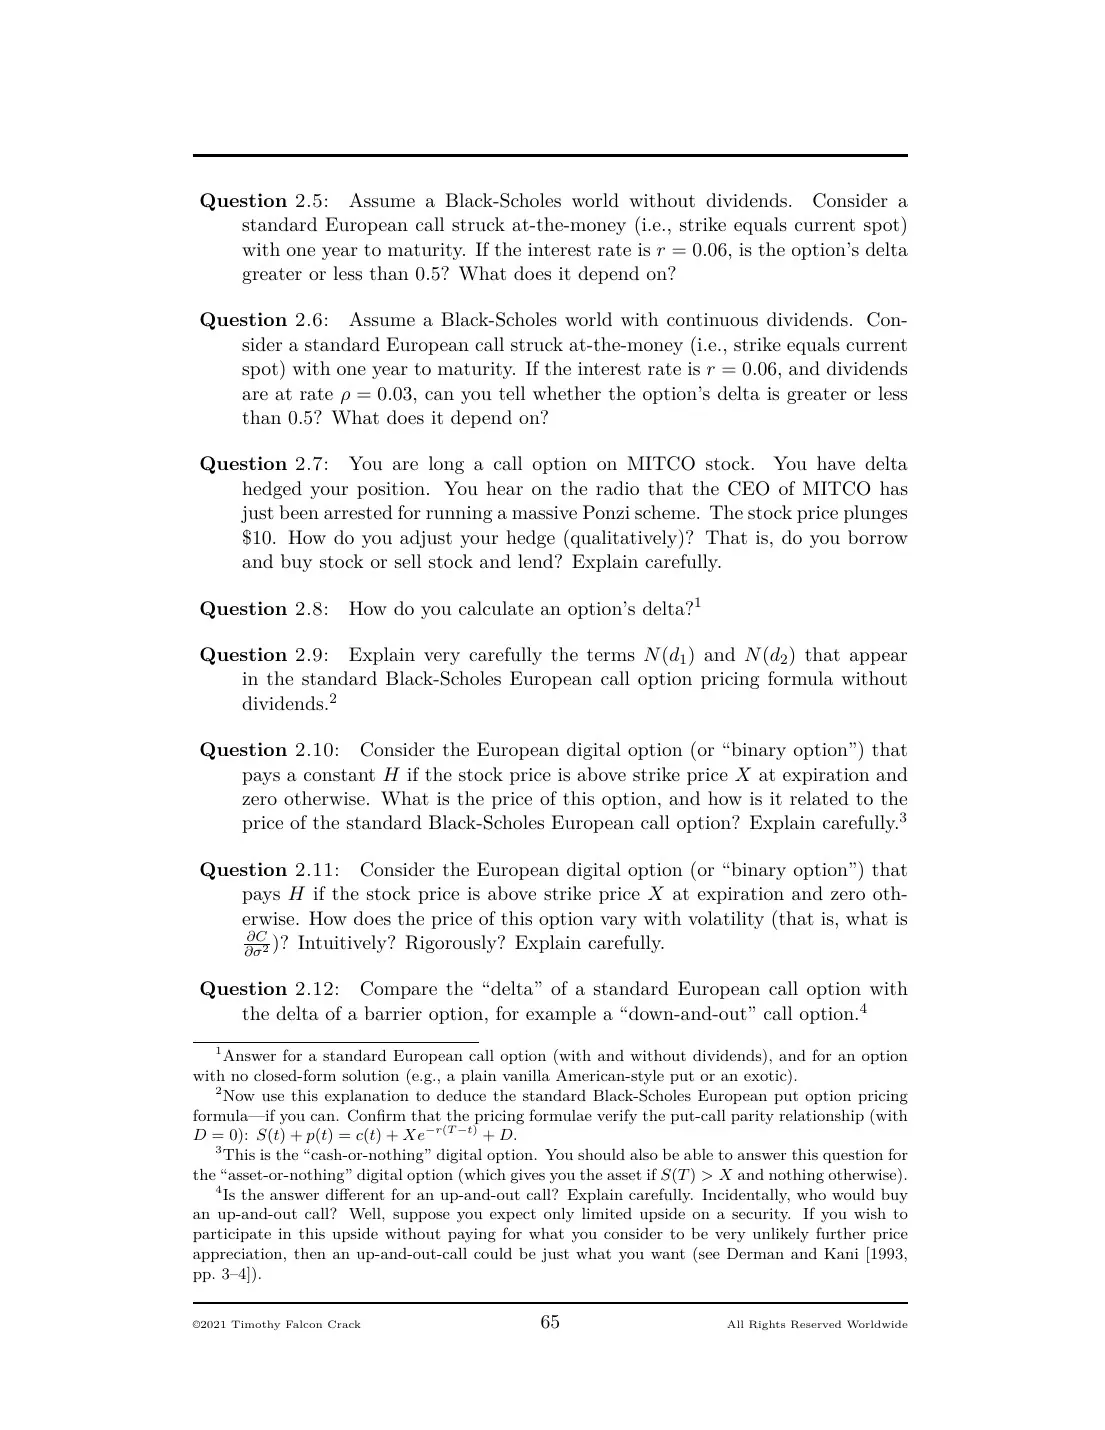 Question 2.5: Assume a Black-Scholes world without dividends. Consider a
standard European call struck at-the-money (i.e., strike equals current spot)
with one year to maturity. If the interest rate is r = 0.06, is the option's delta
greater or less than 0.5? What does it depend on?
Question 2.6: Assume a Black-Scholes world with continuous dividends. Con-
sider a standard European call struck at-the-money (i.e., strike equals current
spot) with one year to maturity. If the interest rate is r = 0.06, and dividends
are at rate ρ = 0.03, can you tell whether the option's delta is greater or less
than 0.5? What does it depend on?
Question 2.7: You are long a call option on MITCO stock. You have delta
hedged your position. You hear on the radio that the CEO of MITCO has
just been arrested for running a massive Ponzi scheme. The stock price plunges
$10. How do you adjust your hedge (qualitatively)? That is, do you borrow
and buy stock or sell stock and lend? Explain carefully.
Question 2.8: How do you calculate an option's delta?¹
Question 2.9: Explain very carefully the terms N(d₁) and N(d₂) that appear
in the standard Black-Scholes European call option pricing formula without
dividends.²
Question 2.10: Consider the European digital option (or “binary option”) that
pays a constant H if the stock price is above strike price X at expiration and
zero otherwise. What is the price of this option, and how is it related to the
price of the standard Black-Scholes European call option? Explain carefully.³
Question 2.11: Consider the European digital option (or “binary option”) that
pays H if the stock price is above strike price X at expiration and zero oth-
erwise. How does the price of this option vary with volatility (that is, what is
∂C/∂σ²)? Intuitively? Rigorously? Explain carefully.
Question 2.12: Compare the “delta” of a standard European call option with
the delta of a barrier option, for example a “down-and-out” call option.⁴
¹Answer for a standard European call option (with and without dividends), and for an option
with no closed-form solution (e.g., a plain vanilla American-style put or an exotic).
²Now use this explanation to deduce the standard Black-Scholes European put option pricing
formula—if you can. Confirm that the pricing formulae verify the put-call parity relationship (with
D = 0): S(t) + p(t) = c(t) + Xe^{−r(T−t)} + D.
³This is the “cash-or-nothing” digital option. You should also be able to answer this question for
the “asset-or-nothing” digital option (which gives you the asset if S(T) > X and nothing otherwise).
⁴Is the answer different for an up-and-out call? Explain carefully. Incidentally, who would buy
an up-and-out call? Well, suppose you expect only limited upside on a security. If you wish to
participate in this upside without paying for what you consider to be very unlikely further price
appreciation, then an up-and-out-call could be just what you want (see Derman and Kani [1993,
pp. 3–4]).
©2021 Timothy Falcon Crack 65 All Rights Reserved Worldwide